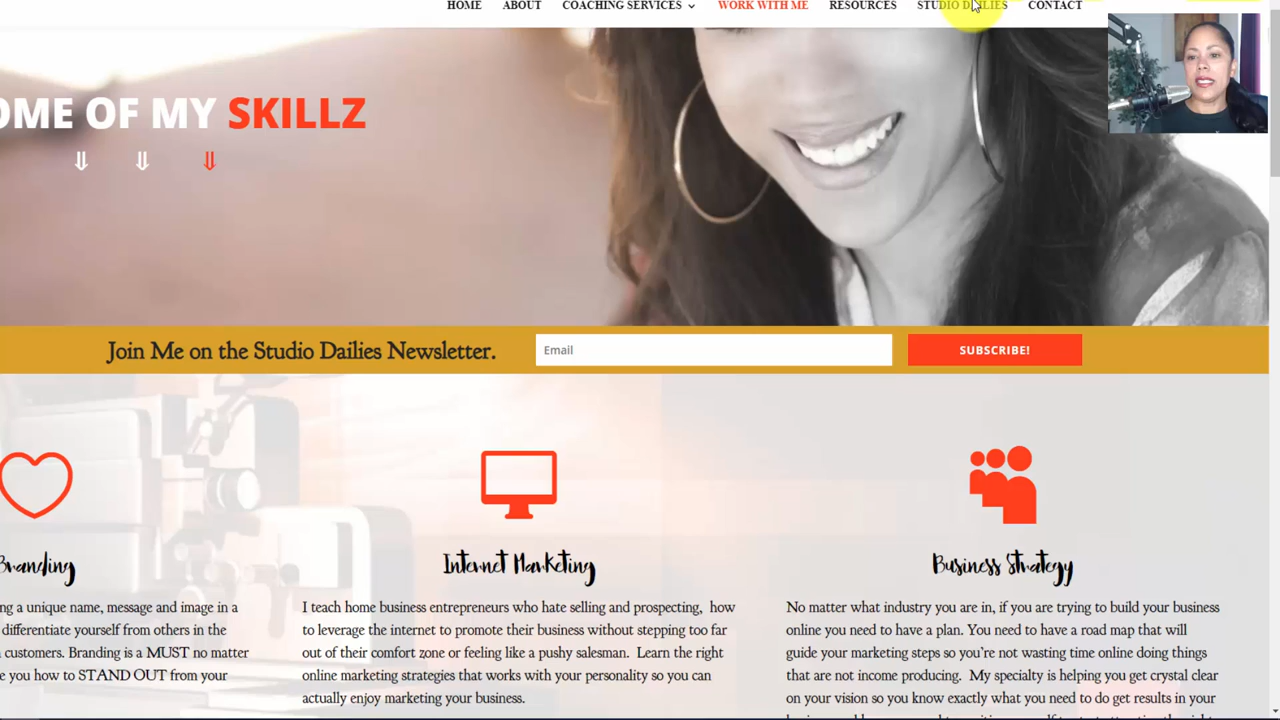 HOME ABOUT COACHING SERVICES WORK WITH ME RESOURCES STUDIO DAILIES CONTACT
OME OF MY SKILLZ
Join Me on the Studio Dailies Newsletter.
Email
SUBSCRIBE!
Branding
ng a unique name, message and image in a
differentiate yourself from others in the
customers. Branding is a MUST no matter
e you how to STAND OUT from your
Internet Marketing
I teach home business entrepreneurs who hate selling and prospecting, how
to leverage the internet to promote their business without stepping too far
out of their comfort zone or feeling like a pushy salesman. Learn the right
online marketing strategies that works with your personality so you can
actually enjoy marketing your business.
Business Strategy
No matter what industry you are in, if you are trying to build your business
online you need to have a plan. You need to have a road map that will
guide your marketing steps so you're not wasting time online doing things
that are not income producing. My specialty is helping you get crystal clear
on your vision so you know exactly what you need to do get results in your